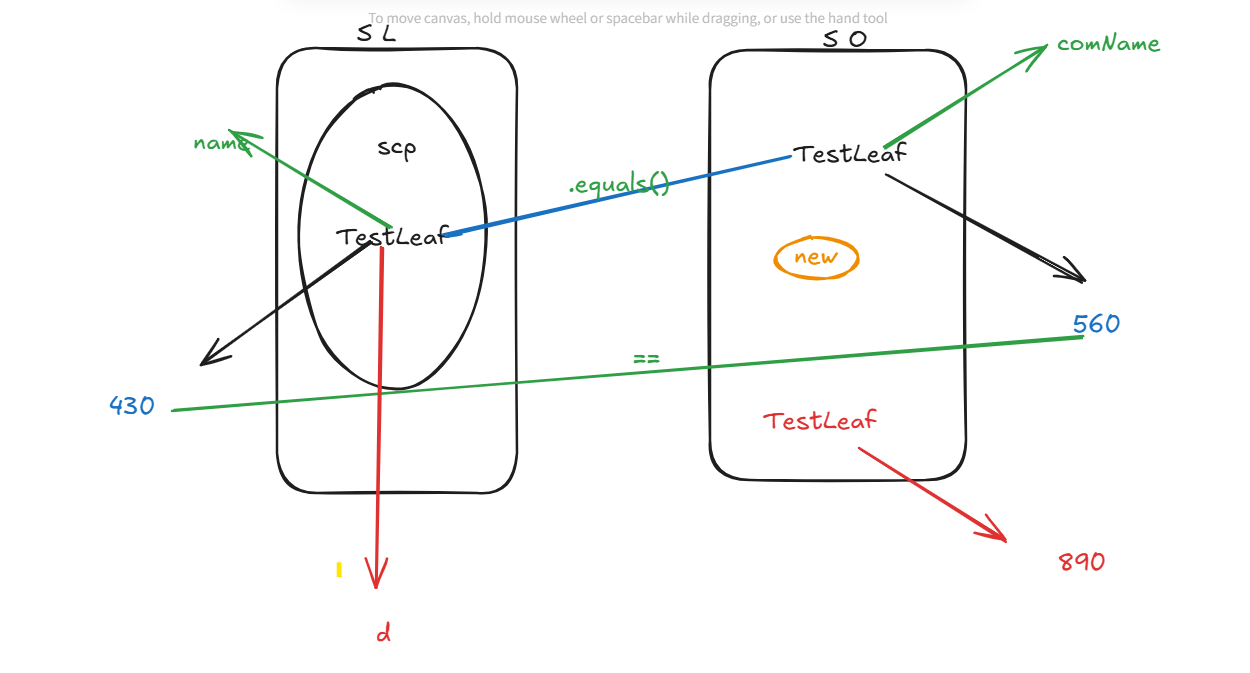 To move canvas, hold mouse wheel or spacebar while dragging, or use the hand tool
S L
S O
comName
name
scp
TestLeaf
.equals()
TestLeaf
new
560
==
430
TestLeaf
890
d